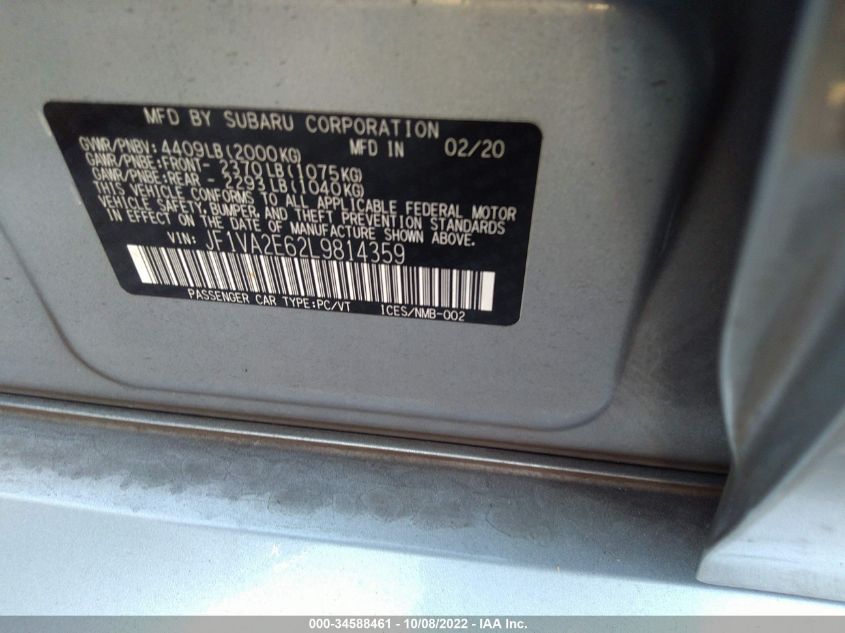 MFD BY SUBARU CORPORATION
GVWR/PNBV: 4409LB(2000KG) MFD IN 02/20
GAWR/PNBE:FRONT- 2370LB(1075KG)
GAWR/PNBE:REAR - 2293LB(1040KG)
THIS VEHICLE CONFORMS TO ALL APPLICABLE FEDERAL MOTOR
VEHICLE SAFETY, BUMPER, AND THEFT PREVENTION STANDARDS
IN EFFECT ON THE DATE OF MANUFACTURE SHOWN ABOVE.
VIN: JF1VA2E62L9814359
PASSENGER CAR TYPE:PC/VT ICES/NMB-002
000-34588461 - 10/08/2022 - IAA Inc.